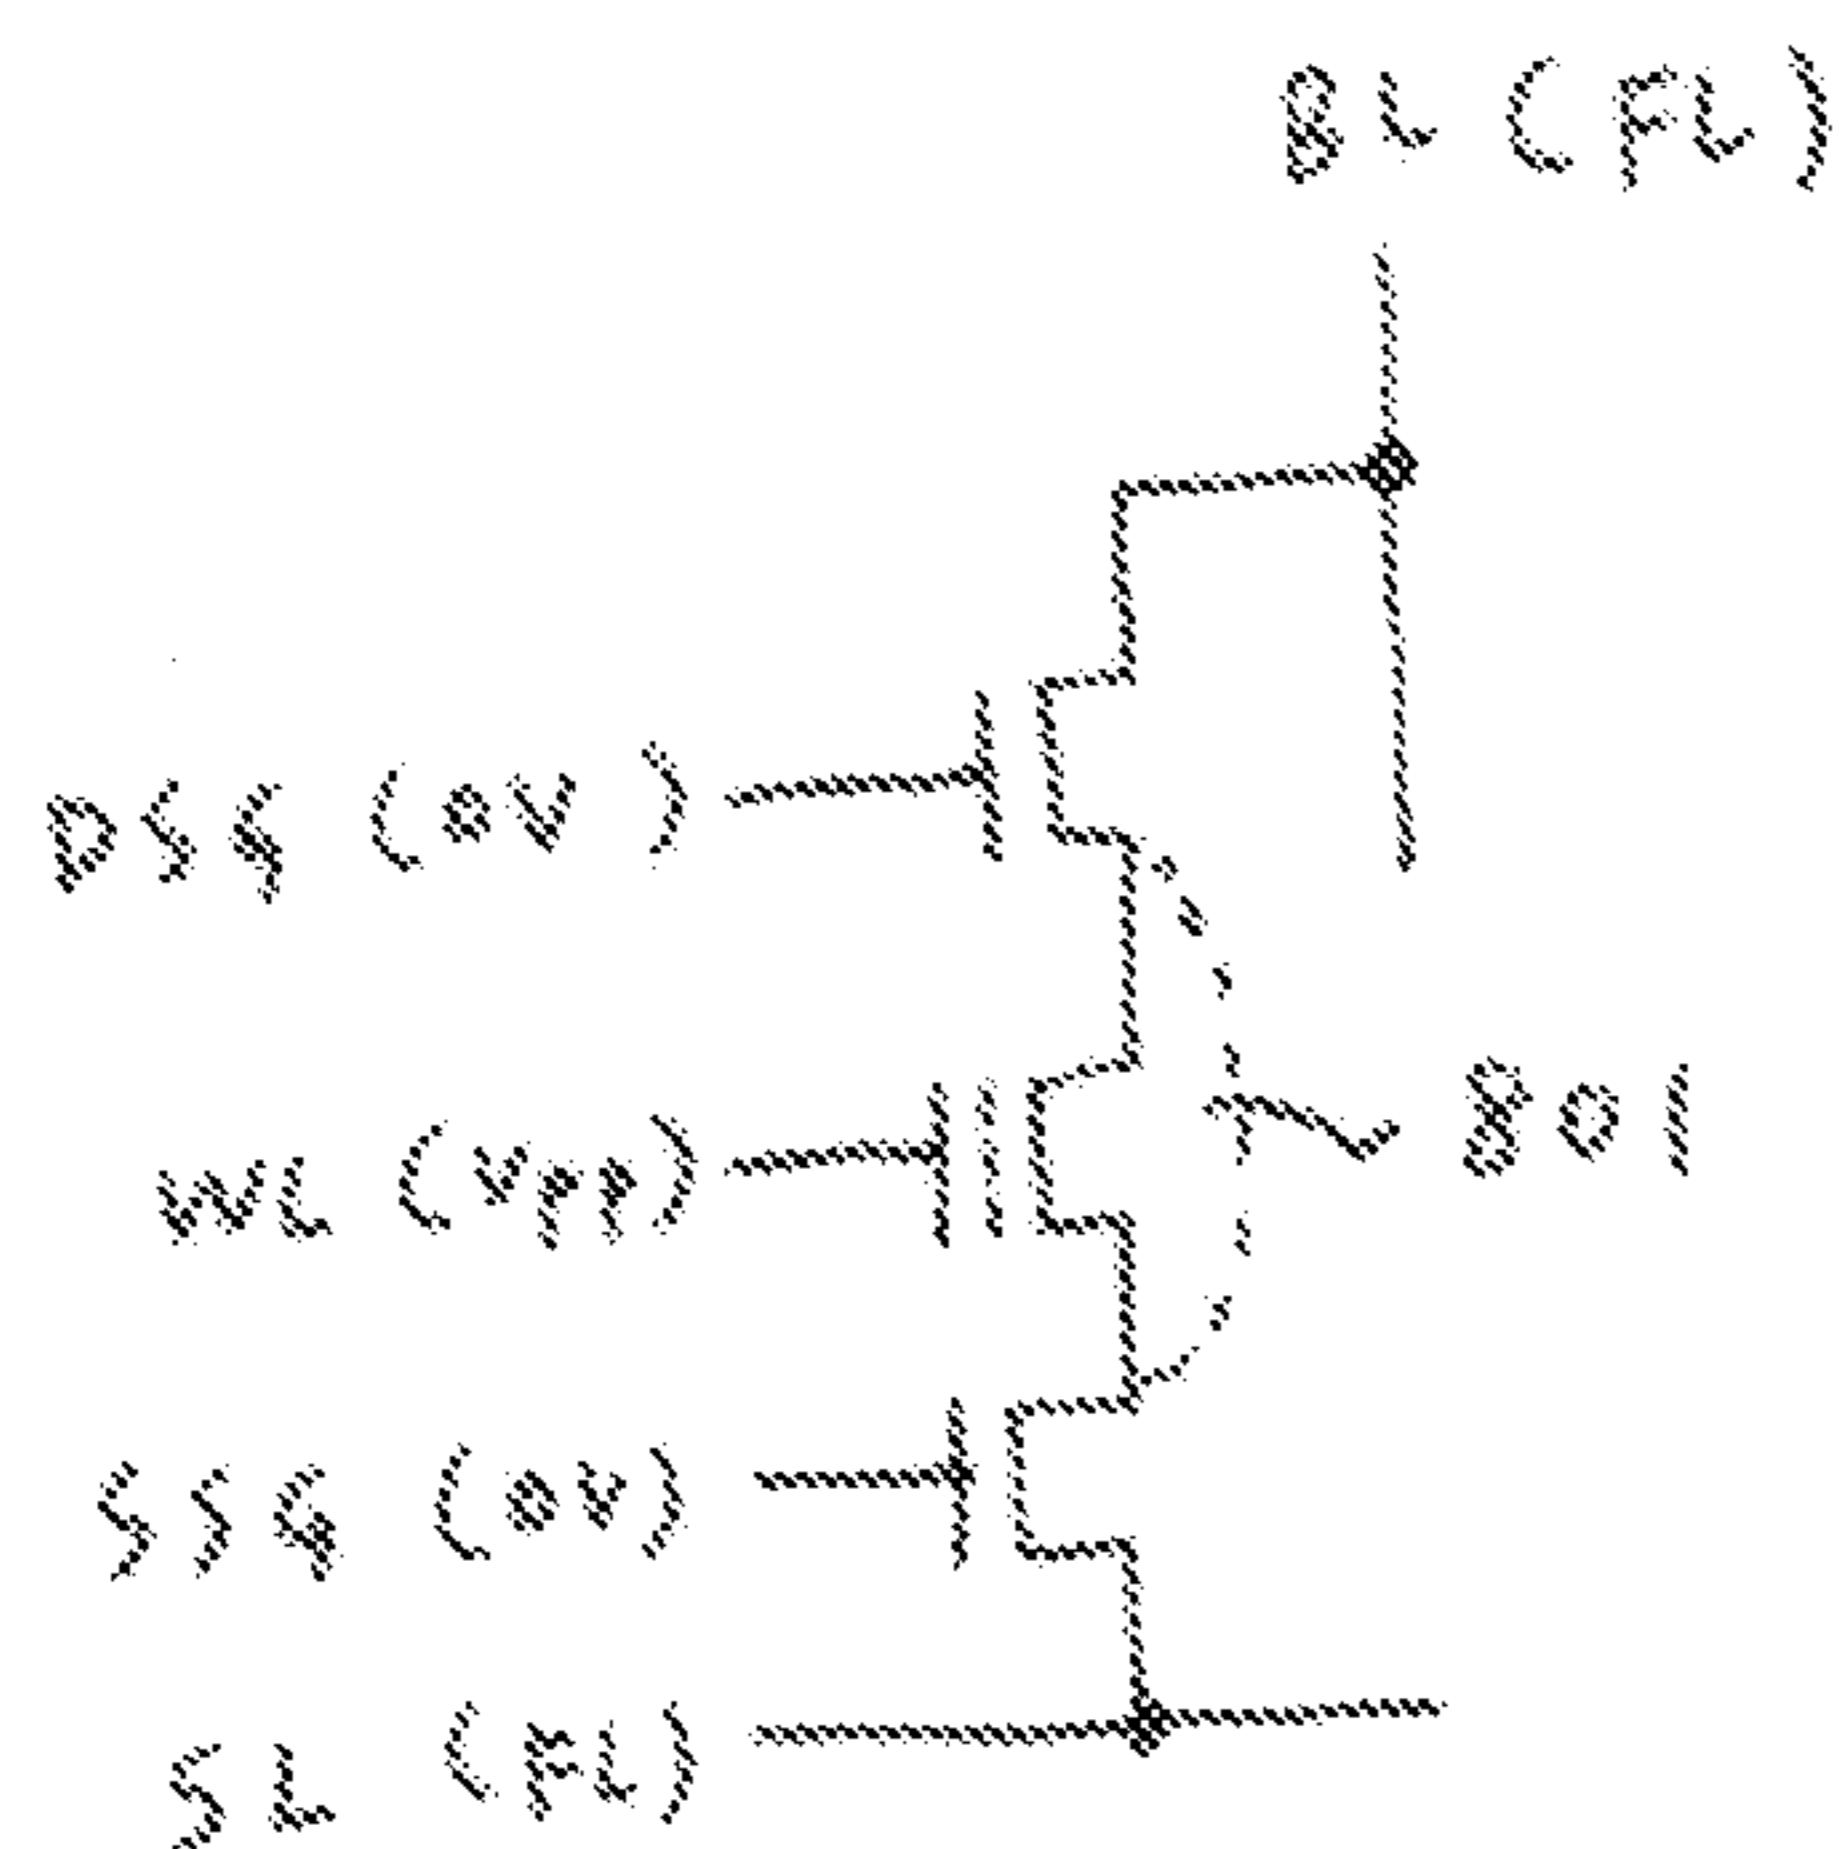 BL (FL)
DSG (0V)
WL (Vpp)
801
SSG (0V)
SL (FL)